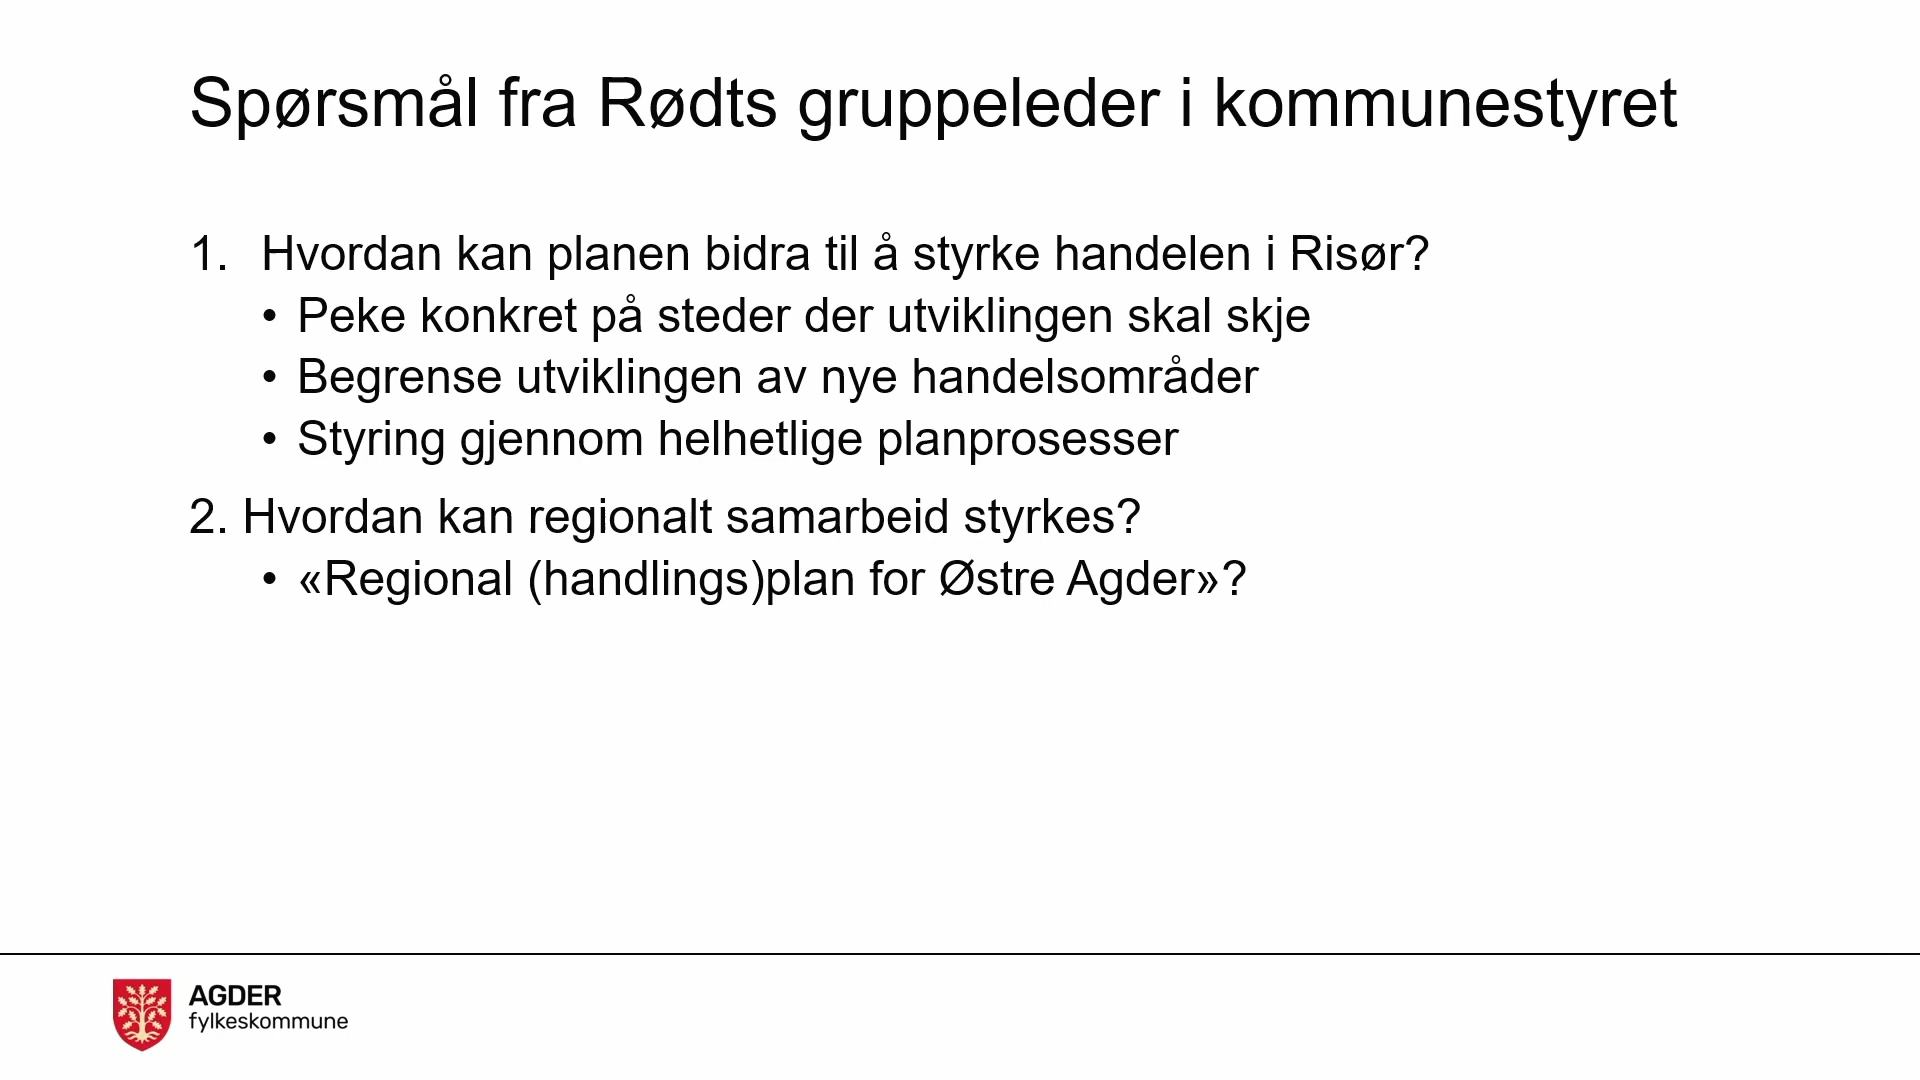 Spørsmål fra Rødts gruppeleder i kommunestyret
1. Hvordan kan planen bidra til å styrke handelen i Risør?
• Peke konkret på steder der utviklingen skal skje
• Begrense utviklingen av nye handelsområder
• Styring gjennom helhetlige planprosesser
2. Hvordan kan regionalt samarbeid styrkes?
• «Regional (handlings)plan for Østre Agder»?
AGDER
fylkeskommune